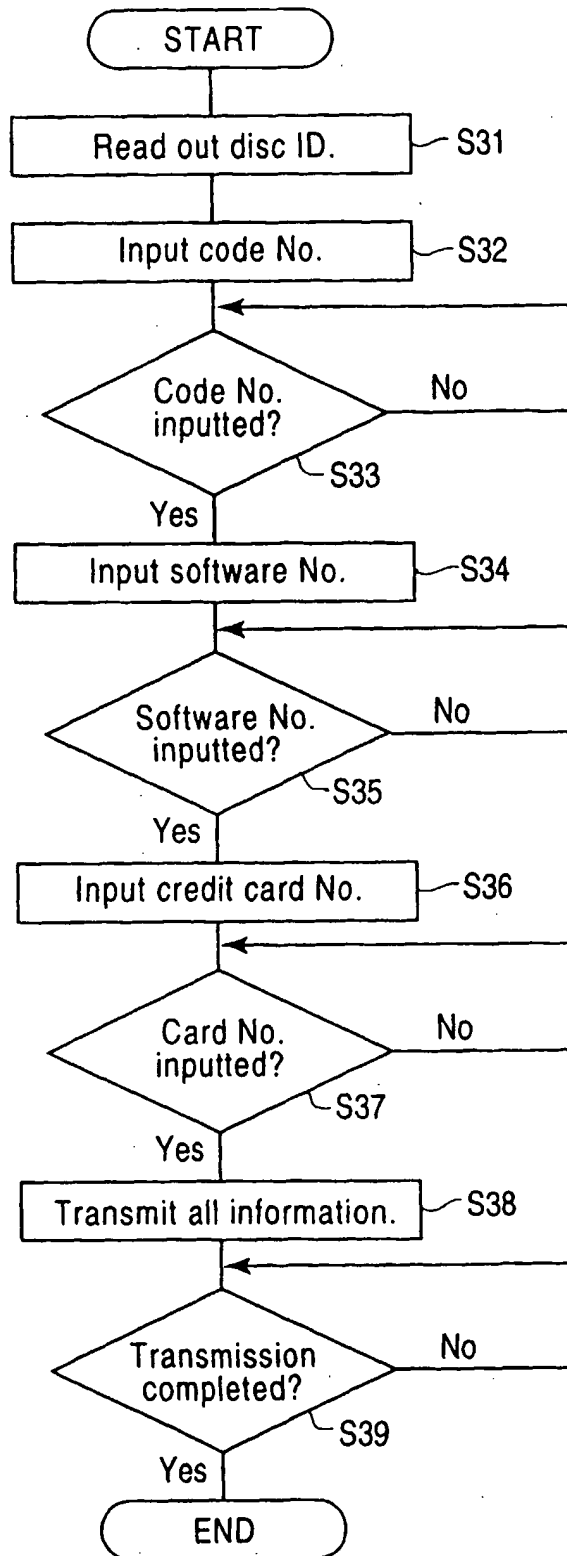 START
Read out disc ID.
S31
Input code No.
S32
Code No.
inputted?
No
S33
Yes
Input software No.
S34
Software No.
inputted?
No
S35
Yes
Input credit card No.
S36
Card No.
inputted?
No
S37
Yes
Transmit all information.
S38
Transmission
completed?
No
S39
Yes
END